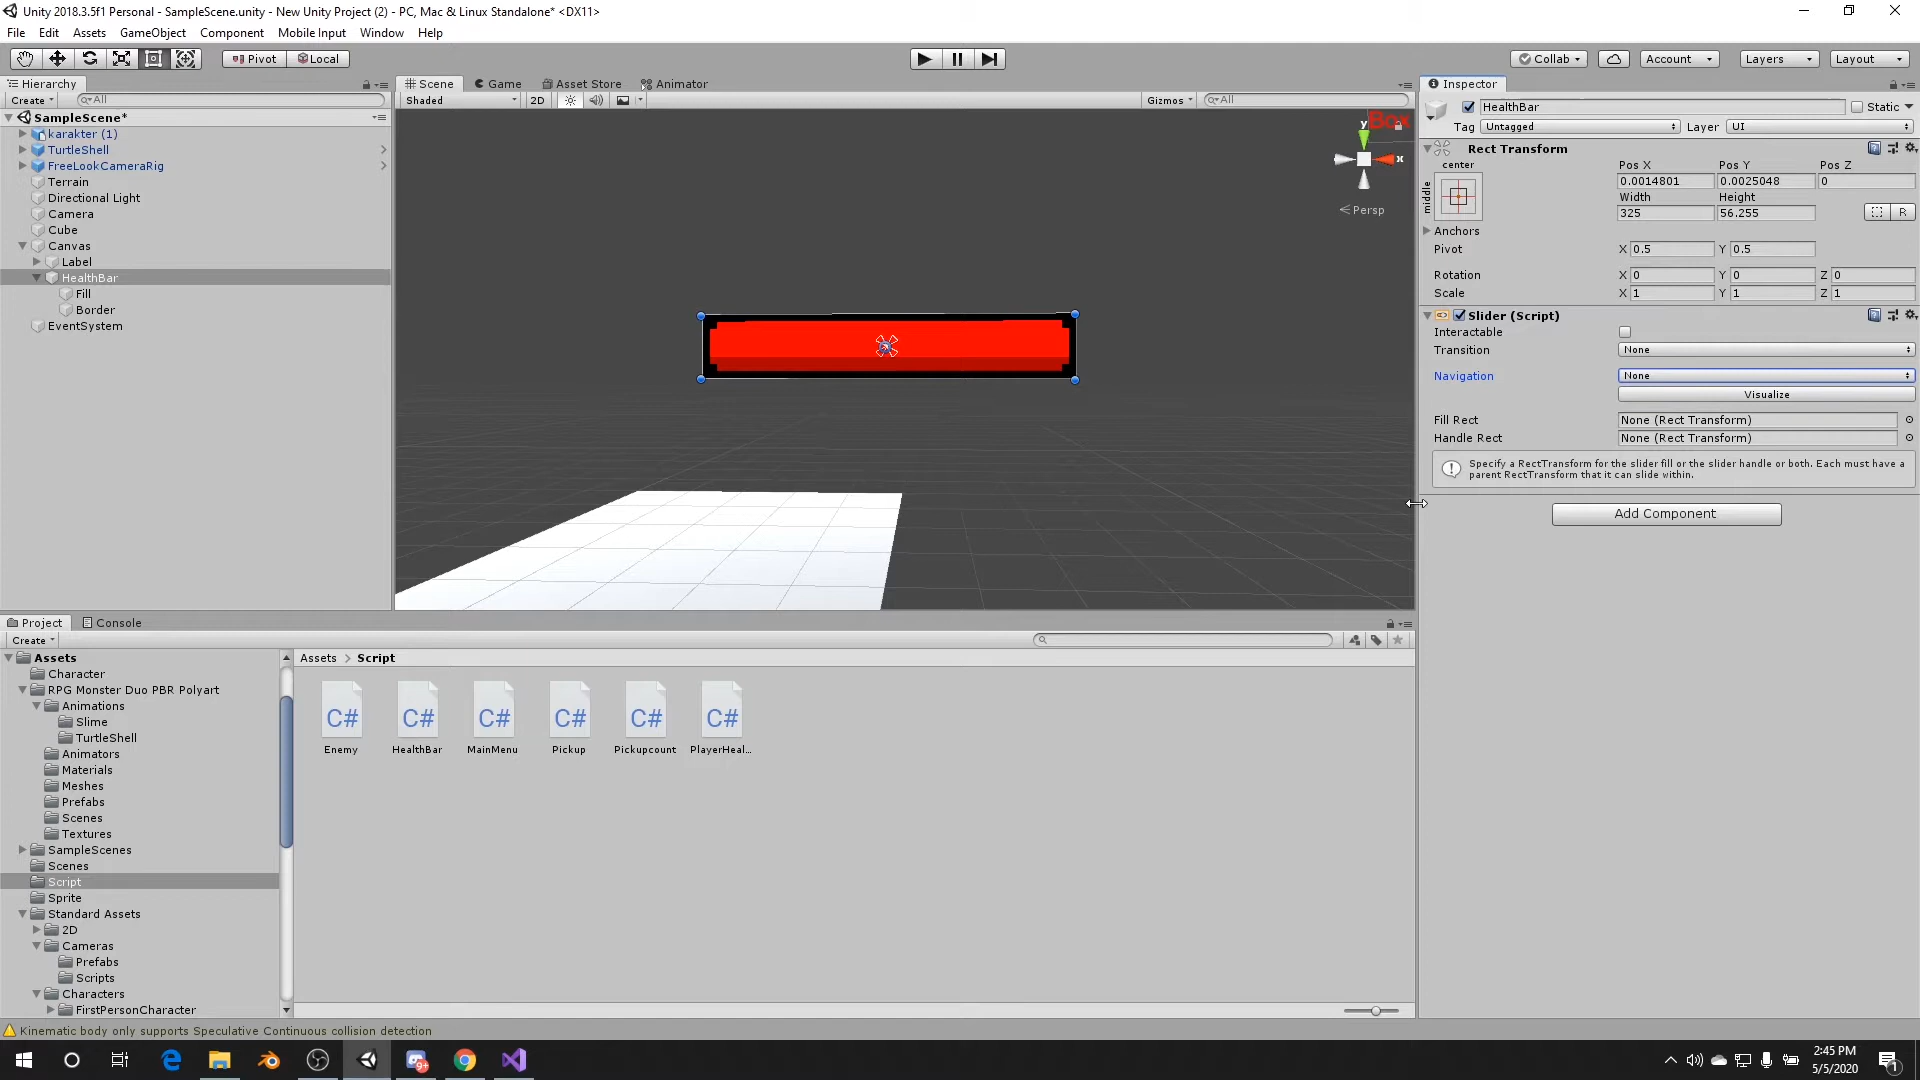 Unity 2018.3.5f1 Personal - SampleScene.unity - New Unity Project (2) - PC, Mac & Linux Standalone* <DX11>
File Edit Assets GameObject Component Mobile Input Window Help
Pivot Local Collab Account Layers Layout
Hierarchy
Create All
SampleScene*
karakter (1)
TurtleShell
FreeLookCameraRig
Terrain
Directional Light
Camera
Cube
Canvas
Label
HealthBar
Fill
Border
EventSystem
Scene Game Asset Store Animator
Shaded 2D Gizmos All
y Box
x
Persp
Inspector
HealthBar Static
Tag Untagged Layer UI
Rect Transform
center Pos X Pos Y Pos Z
middle 0.0014801 0.0025048 0
Width Height
325 56.255 R
Anchors
Pivot X 0.5 Y 0.5
Rotation X 0 Y 0 Z 0
Scale X 1 Y 1 Z 1
Slider (Script)
Interactable
Transition None
Navigation None
Visualize
Fill Rect None (Rect Transform)
Handle Rect None (Rect Transform)
Specify a RectTransform for the slider fill or the slider handle or both. Each must have a
parent RectTransform that it can slide within.
Add Component
Project Console
Create
Assets
Character
RPG Monster Duo PBR Polyart
Animations
Slime
TurtleShell
Animators
Materials
Meshes
Prefabs
Scenes
Textures
SampleScenes
Scenes
Script
Sprite
Standard Assets
2D
Cameras
Prefabs
Scripts
Characters
FirstPersonCharacter
Assets > Script
C# C# C# C# C# C#
Enemy HealthBar MainMenu Pickup Pickupcount PlayerHeal...
Kinematic body only supports Speculative Continuous collision detection
9+
2:45 PM
5/5/2020
1